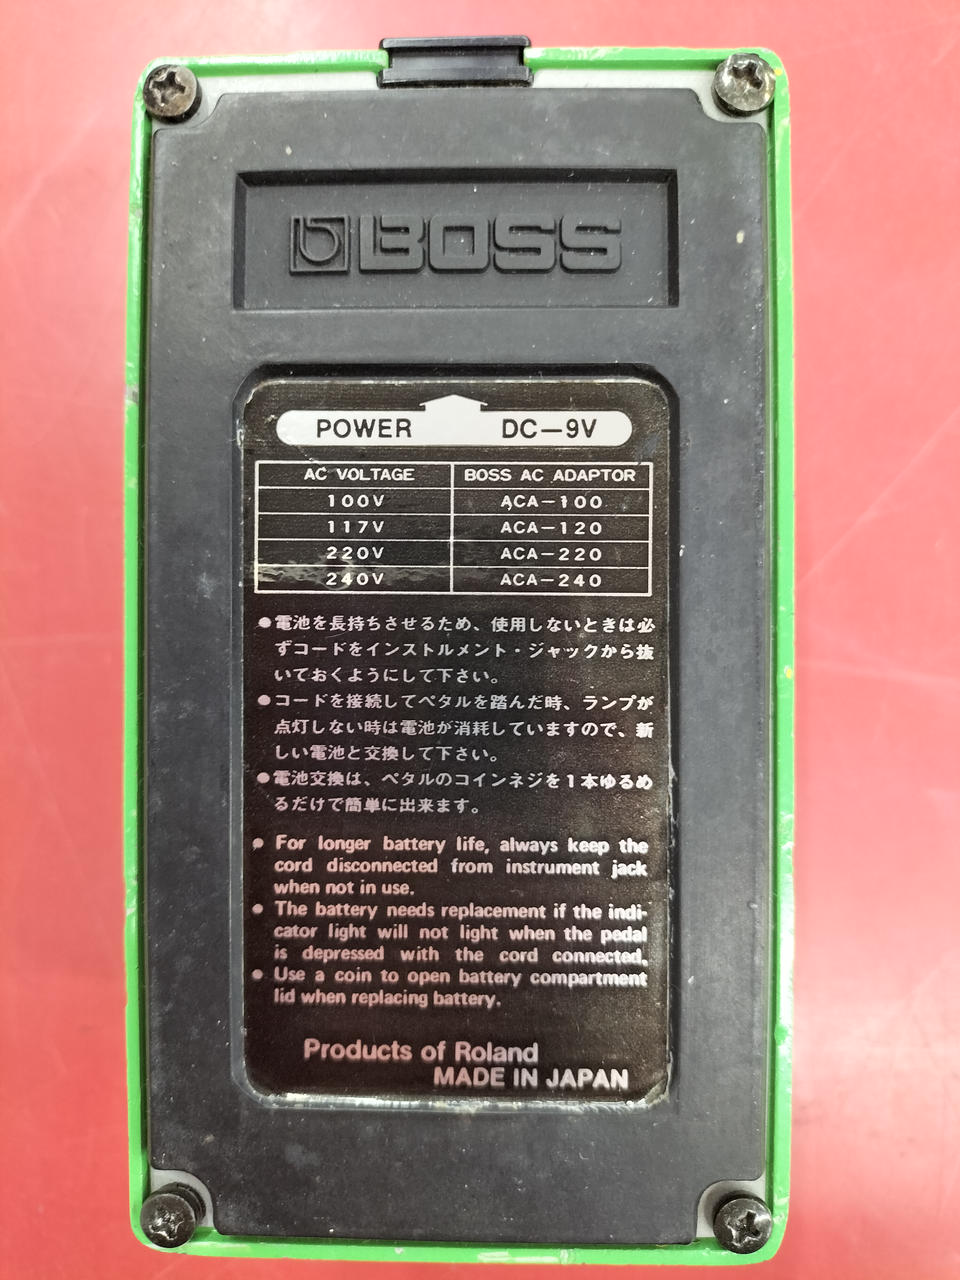 BOSS
POWER DC—9V
AC VOLTAGE BOSS AC ADAPTOR
100V ACA—100
117V ACA—120
220V ACA—220
240V ACA—240
●電池を長持ちさせるため、使用しないときは必
ずコードをインストルメント・ジャックから抜
いておくようにして下さい。
●コードを接続してペタルを踏んだ時、ランプが
点灯しない時は電池が消耗していますので、新
しい電池と交換して下さい。
●電池交換は、ペタルのコインネジを1本ゆるめ
るだけで簡単に出来ます。
● For longer battery life, always keep the
cord disconnected from instrument jack
when not in use.
● The battery needs replacement if the indi-
cator light will not light when the pedal
is depressed with the cord connected.
● Use a coin to open battery compartment
lid when replacing battery.
Products of Roland
MADE IN JAPAN